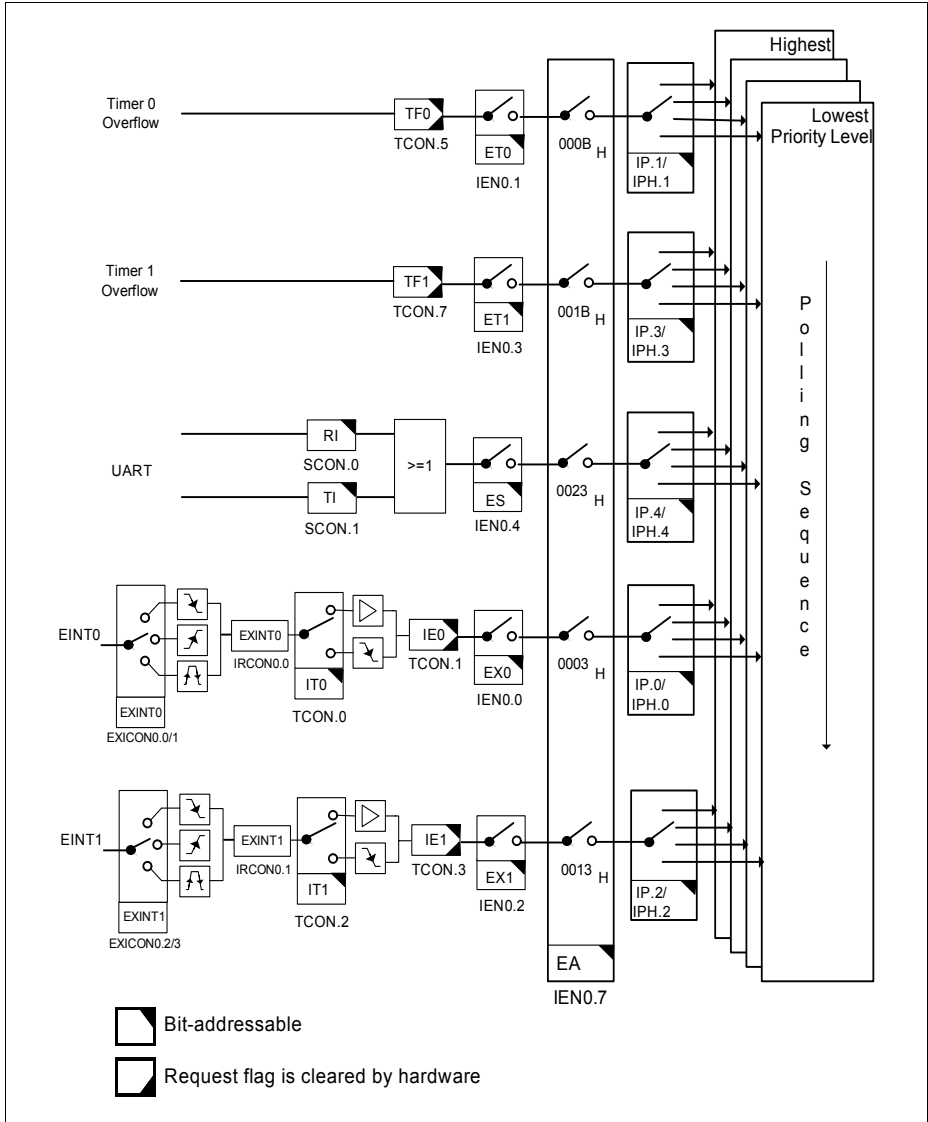 Highest
Lowest
Priority Level
Timer 0
Overflow
TF0
TCON.5
ET0
IEN0.1
000B H
IP.1/
IPH.1
Timer 1
Overflow
TF1
TCON.7
ET1
IEN0.3
001B H
IP.3/
IPH.3
UART
RI
SCON.0
TI
SCON.1
>=1
ES
IEN0.4
0023 H
IP.4/
IPH.4
EINT0
EXINT0
EXICON0.0/1
EXINT0
IRCON0.0
IT0
TCON.0
IE0
TCON.1
EX0
IEN0.0
0003 H
IP.0/
IPH.0
EINT1
EXINT1
EXICON0.2/3
EXINT1
IRCON0.1
IT1
TCON.2
IE1
TCON.3
EX1
IEN0.2
0013 H
IP.2/
IPH.2
EA
IEN0.7
Polling Sequence
Bit-addressable
Request flag is cleared by hardware